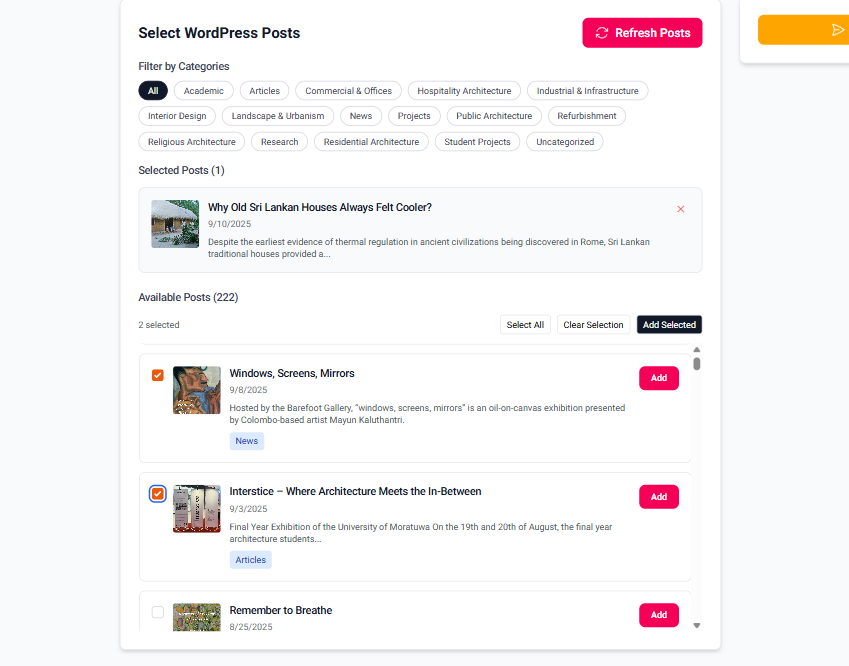 Select WordPress Posts
Refresh Posts
Filter by Categories
All
Academic
Articles
Commercial & Offices
Hospitality Architecture
Industrial & Infrastructure
Interior Design
Landscape & Urbanism
News
Projects
Public Architecture
Refurbishment
Religious Architecture
Research
Residential Architecture
Student Projects
Uncategorized
Selected Posts (1)
Why Old Sri Lankan Houses Always Felt Cooler?
9/10/2025
Despite the earliest evidence of thermal regulation in ancient civilizations being discovered in Rome, Sri Lankan
traditional houses provided a...
Available Posts (222)
2 selected
Select All
Clear Selection
Add Selected
Windows, Screens, Mirrors
Add
9/8/2025
Hosted by the Barefoot Gallery, “windows, screens, mirrors” is an oil-on-canvas exhibition presented
by Colombo-based artist Mayun Kaluthantri.
News
Interstice – Where Architecture Meets the In-Between
Add
9/3/2025
Final Year Exhibition of the University of Moratuwa On the 19th and 20th of August, the final year
architecture students...
Articles
Remember to Breathe
Add
8/25/2025